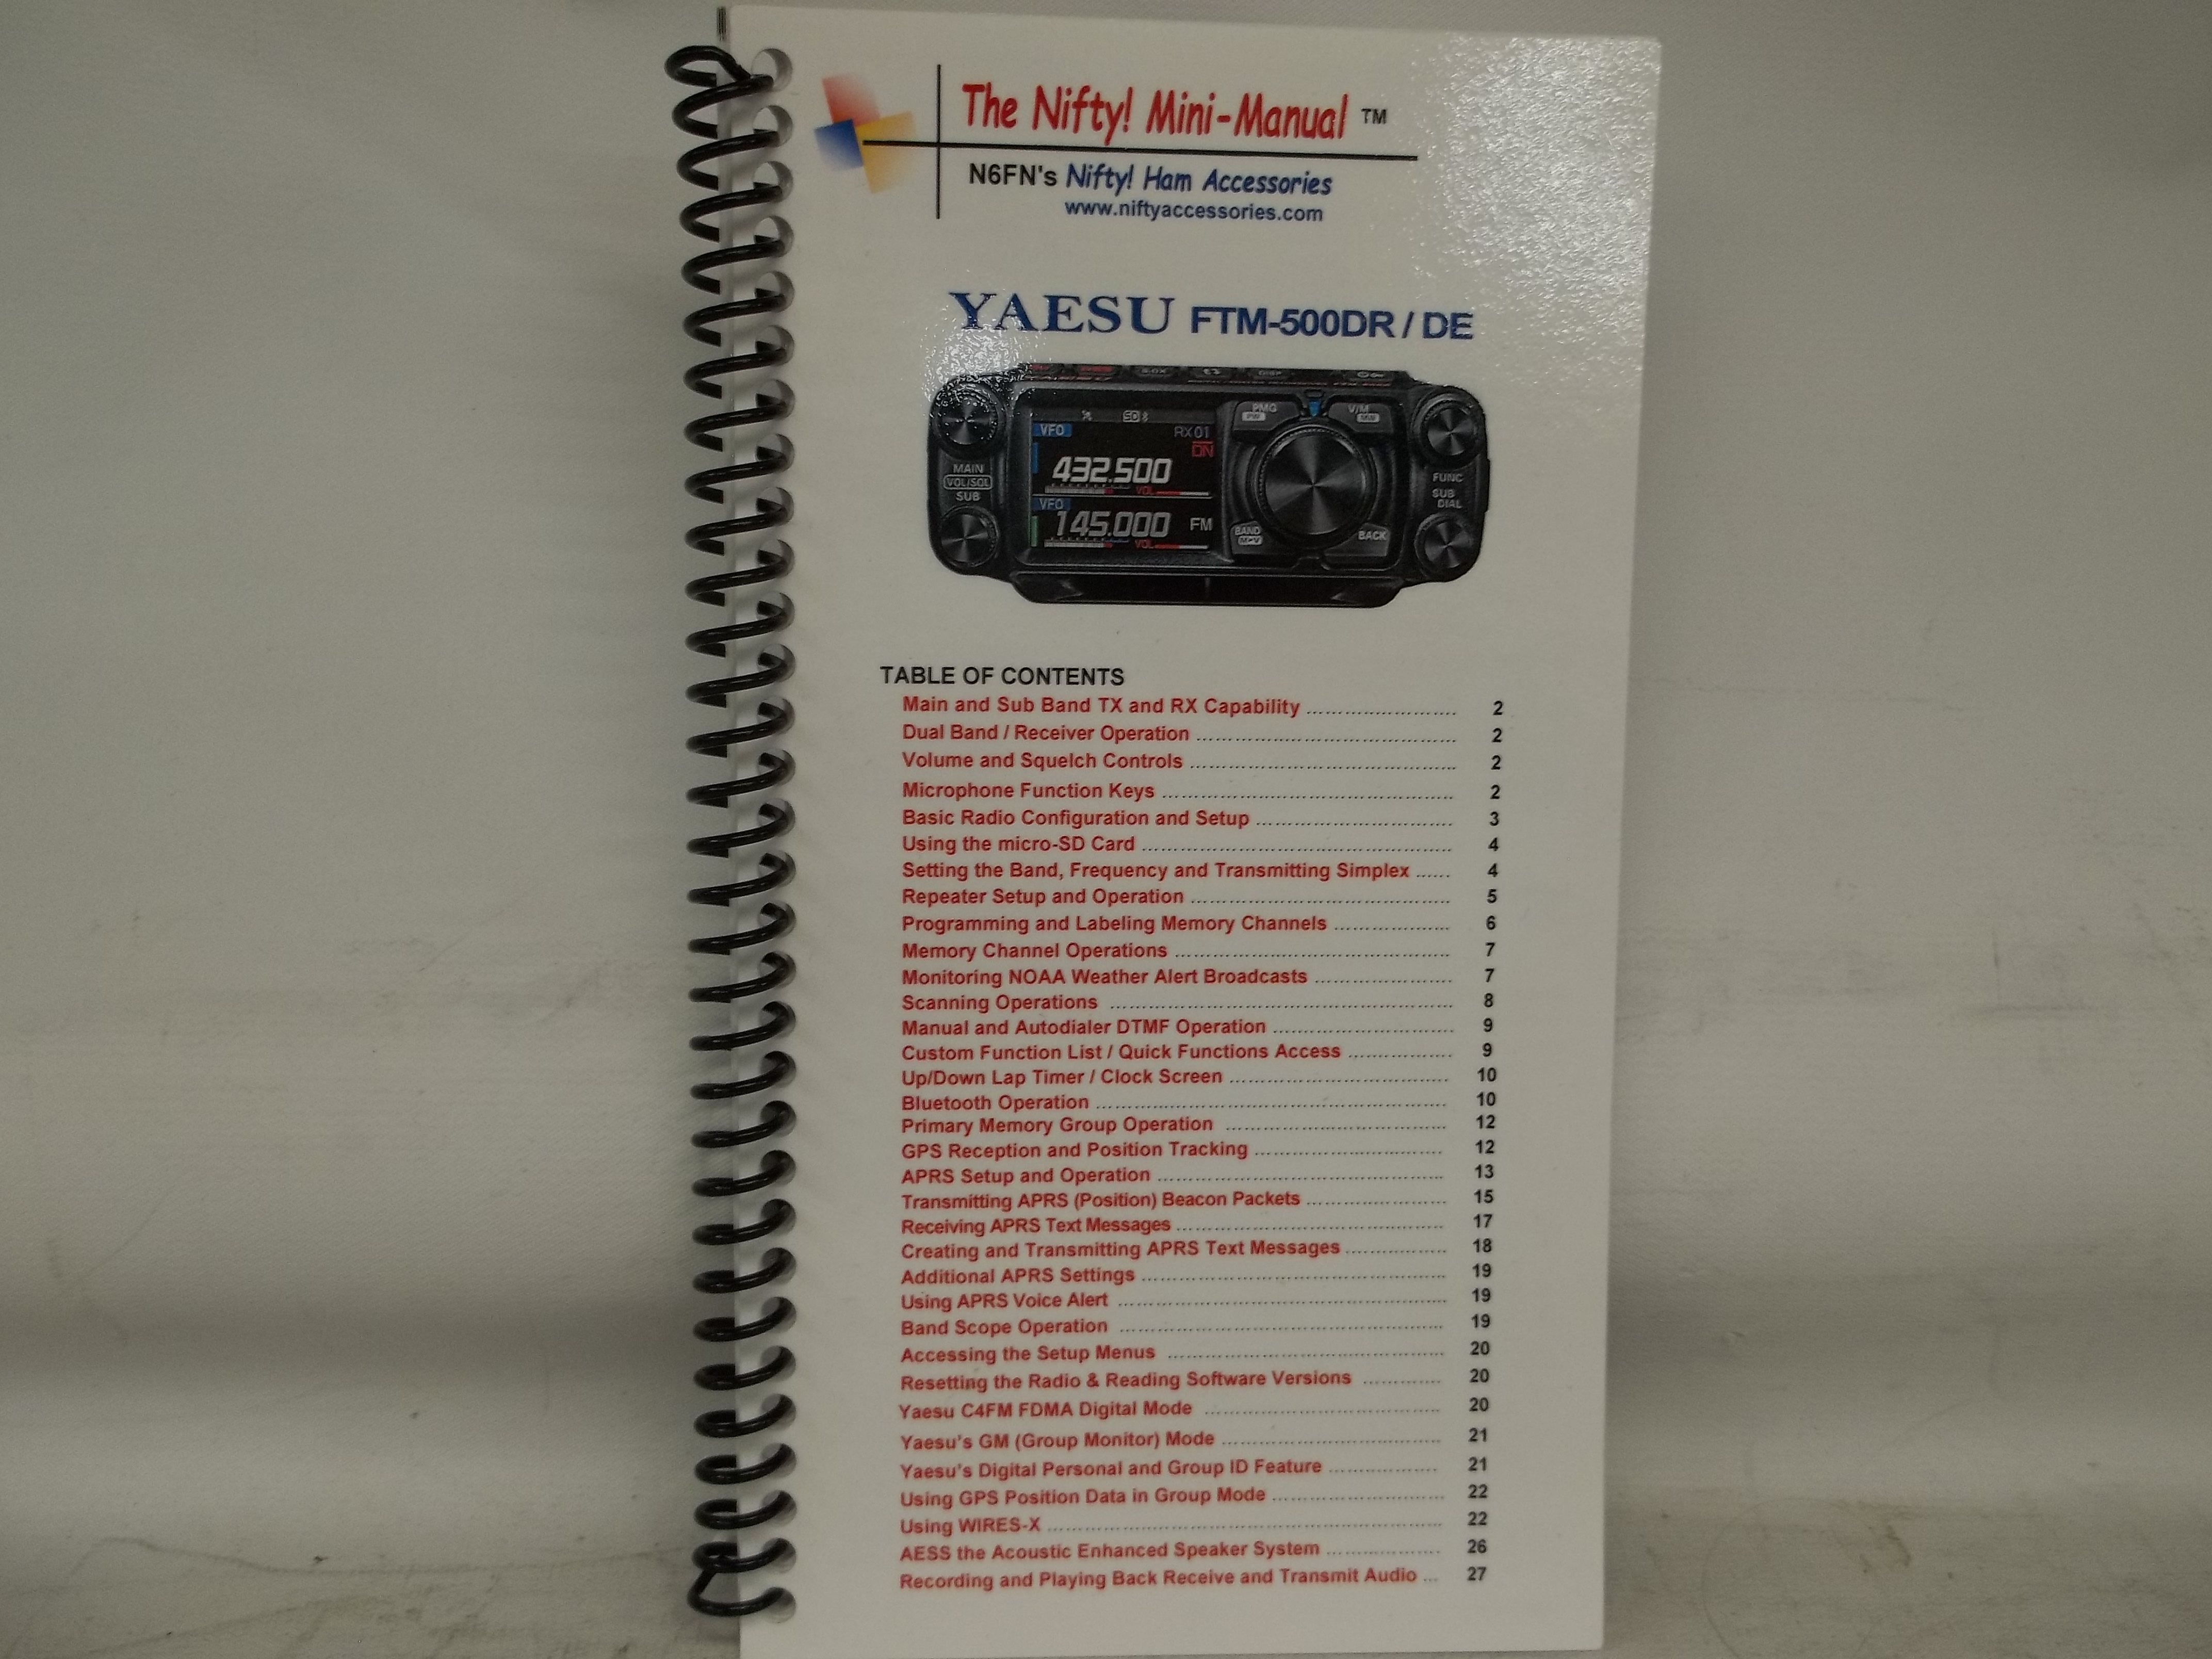 The Nifty! Mini-Manual ™
N6FN's Nifty! Ham Accessories
www.niftyaccessories.com
YAESU FTM-500DR / DE
VFO RX01
DN
432.500
VOL
VFO
145.000 FM
VOL
MAIN
VOL/SQL
SUB
PMG
PW
V/M
MW
BAND
M▸V
BACK
FUNC
SUB
DIAL
TABLE OF CONTENTS
Main and Sub Band TX and RX Capability ........................ 2
Dual Band / Receiver Operation ........................ 2
Volume and Squelch Controls ........................ 2
Microphone Function Keys ........................ 2
Basic Radio Configuration and Setup ........................ 3
Using the micro-SD Card ........................ 4
Setting the Band, Frequency and Transmitting Simplex ...... 4
Repeater Setup and Operation ........................ 5
Programming and Labeling Memory Channels .................... 6
Memory Channel Operations ........................ 7
Monitoring NOAA Weather Alert Broadcasts ........................ 7
Scanning Operations ........................ 8
Manual and Autodialer DTMF Operation ........................ 9
Custom Function List / Quick Functions Access .................. 9
Up/Down Lap Timer / Clock Screen ........................ 10
Bluetooth Operation ........................ 10
Primary Memory Group Operation ........................ 12
GPS Reception and Position Tracking ........................ 12
APRS Setup and Operation ........................ 13
Transmitting APRS (Position) Beacon Packets ........................ 15
Receiving APRS Text Messages ........................ 17
Creating and Transmitting APRS Text Messages .................. 18
Additional APRS Settings ........................ 19
Using APRS Voice Alert ........................ 19
Band Scope Operation ........................ 19
Accessing the Setup Menus ........................ 20
Resetting the Radio & Reading Software Versions .............. 20
Yaesu C4FM FDMA Digital Mode ........................ 20
Yaesu's GM (Group Monitor) Mode ........................ 21
Yaesu's Digital Personal and Group ID Feature .................... 21
Using GPS Position Data in Group Mode ........................ 22
Using WIRES-X ........................ 22
AESS the Acoustic Enhanced Speaker System .................... 26
Recording and Playing Back Receive and Transmit Audio ... 27